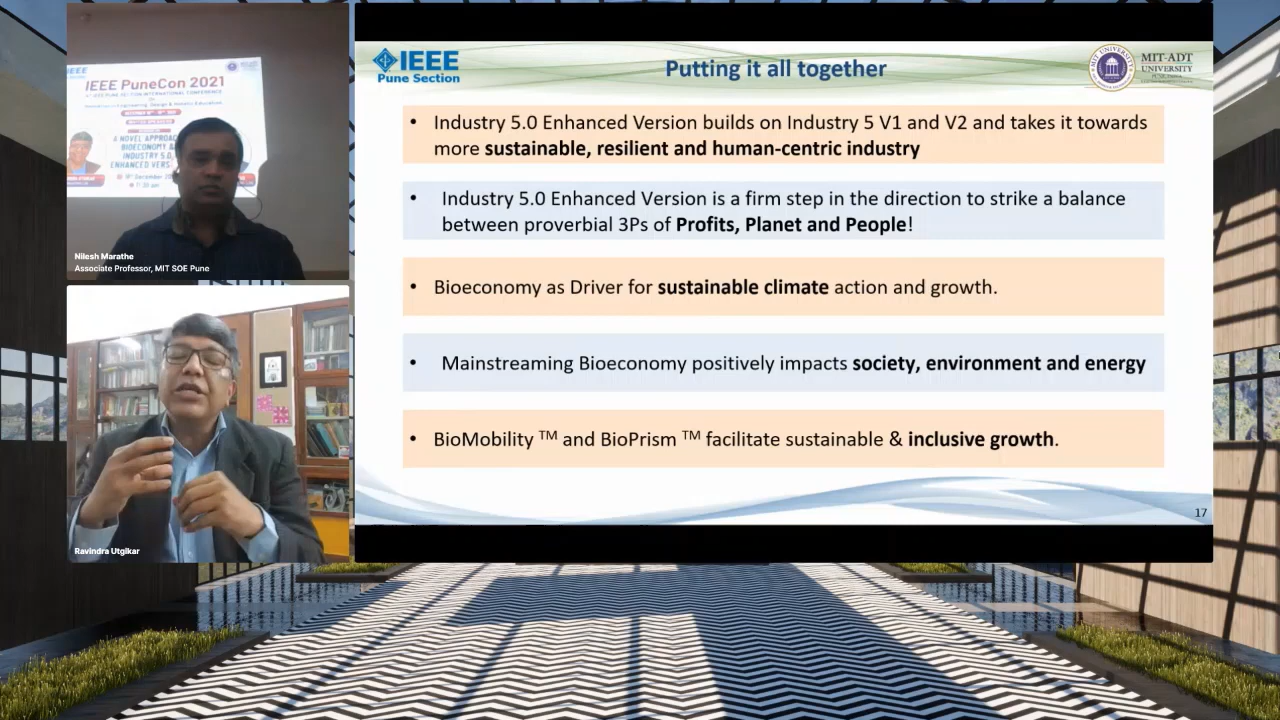 IEEE PuneCon 2021
Nilesh Marathe
Associate Professor, MIT SOE Pune
Ravindra Utgikar
IEEE
Pune Section
Putting it all together
MIT-ADT
UNIVERSITY
• Industry 5.0 Enhanced Version builds on Industry 5 V1 and V2 and takes it towards
more sustainable, resilient and human-centric industry
• Industry 5.0 Enhanced Version is a firm step in the direction to strike a balance
between proverbial 3Ps of Profits, Planet and People!
• Bioeconomy as Driver for sustainable climate action and growth.
• Mainstreaming Bioeconomy positively impacts society, environment and energy
• BioMobility TM and BioPrism TM facilitate sustainable & inclusive growth.
17